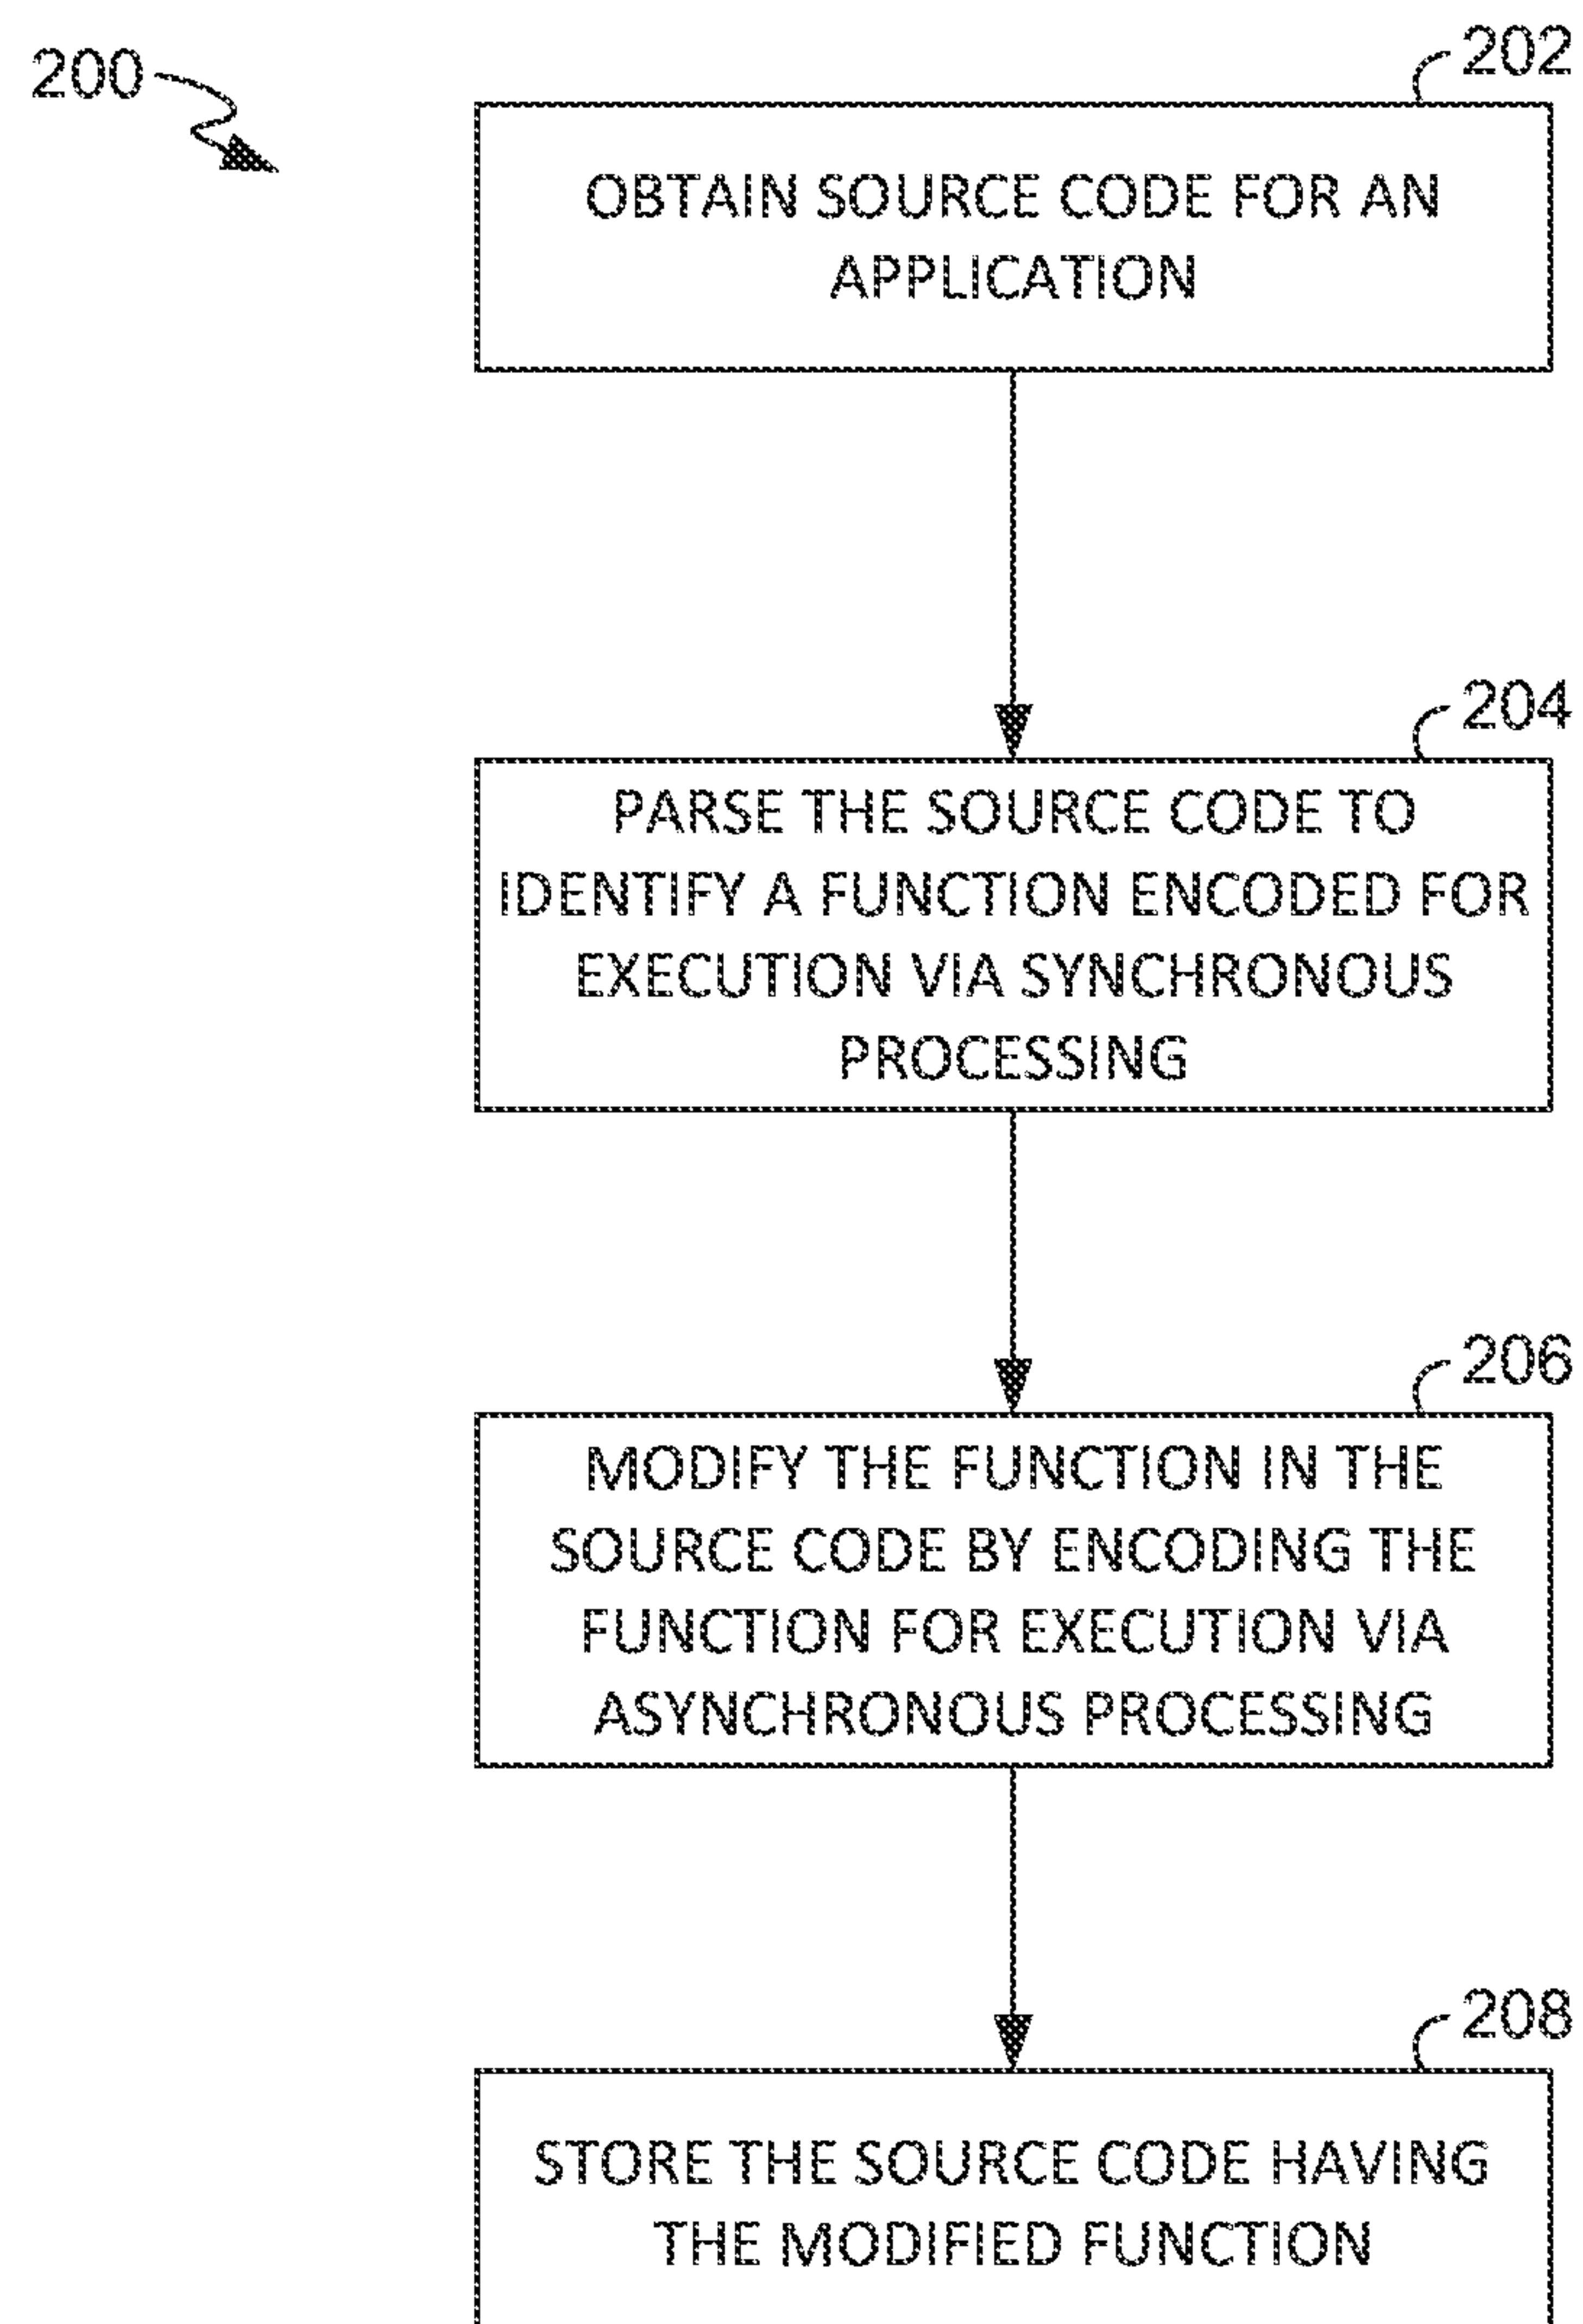 200
202
OBTAIN SOURCE CODE FOR AN
APPLICATION
204
PARSE THE SOURCE CODE TO
IDENTIFY A FUNCTION ENCODED FOR
EXECUTION VIA SYNCHRONOUS
PROCESSING
206
MODIFY THE FUNCTION IN THE
SOURCE CODE BY ENCODING THE
FUNCTION FOR EXECUTION VIA
ASYNCHRONOUS PROCESSING
208
STORE THE SOURCE CODE HAVING
THE MODIFIED FUNCTION